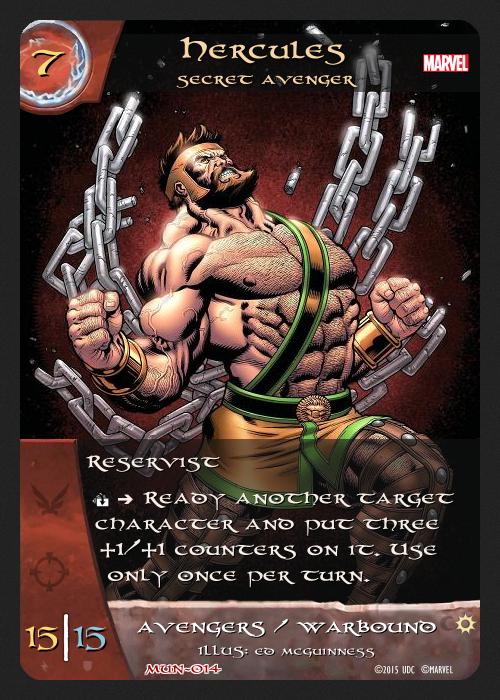 7
Hercules
Secret Avenger
MARVEL
Reservist
→ Ready another target
character and put three
+1/+1 counters on it. Use
only once per turn.
15|15
Avengers / Warbound
Illus: Ed McGuinness
MUN-014
©2015 UDC ©MARVEL